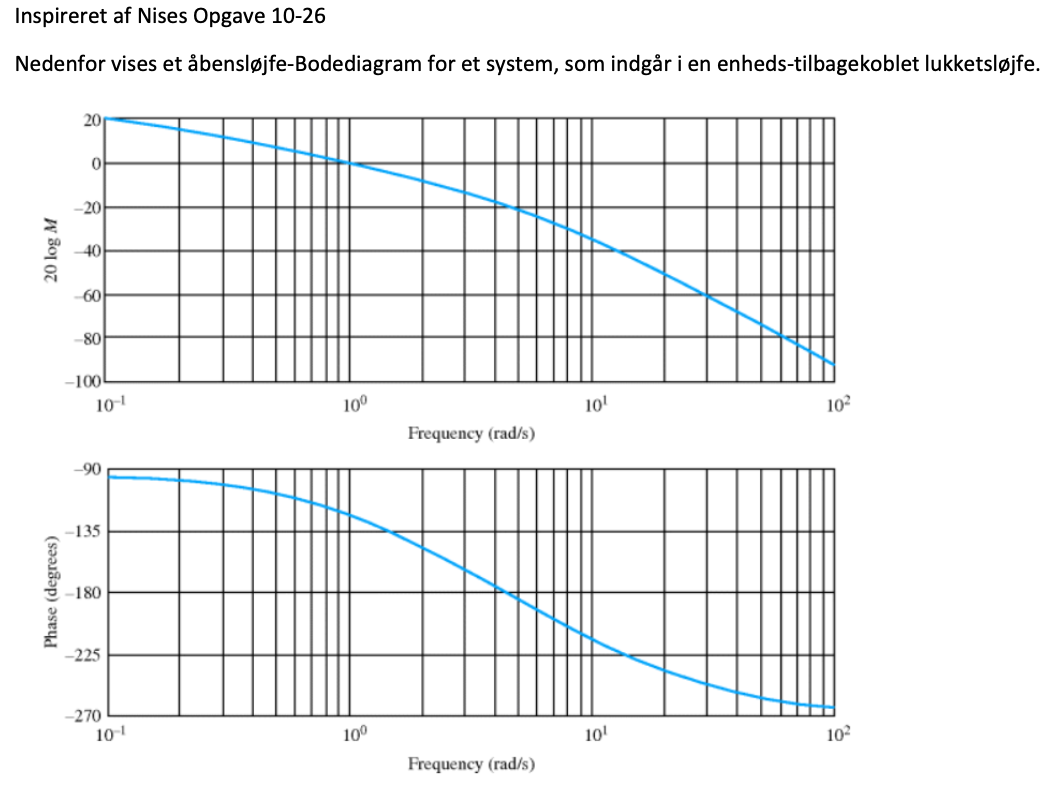 Inspireret af Nises Opgave 10-26
Nedenfor vises et åbensløjfe-Bodediagram for et system, som indgår i en enheds-tilbagekoblet lukketsløjfe.
20
0
–20
–40
–60
–80
–100
20 log M
10⁻¹ 10⁰ 10¹ 10²
Frequency (rad/s)
–90
–135
–180
–225
–270
Phase (degrees)
10⁻¹ 10⁰ 10¹ 10²
Frequency (rad/s)